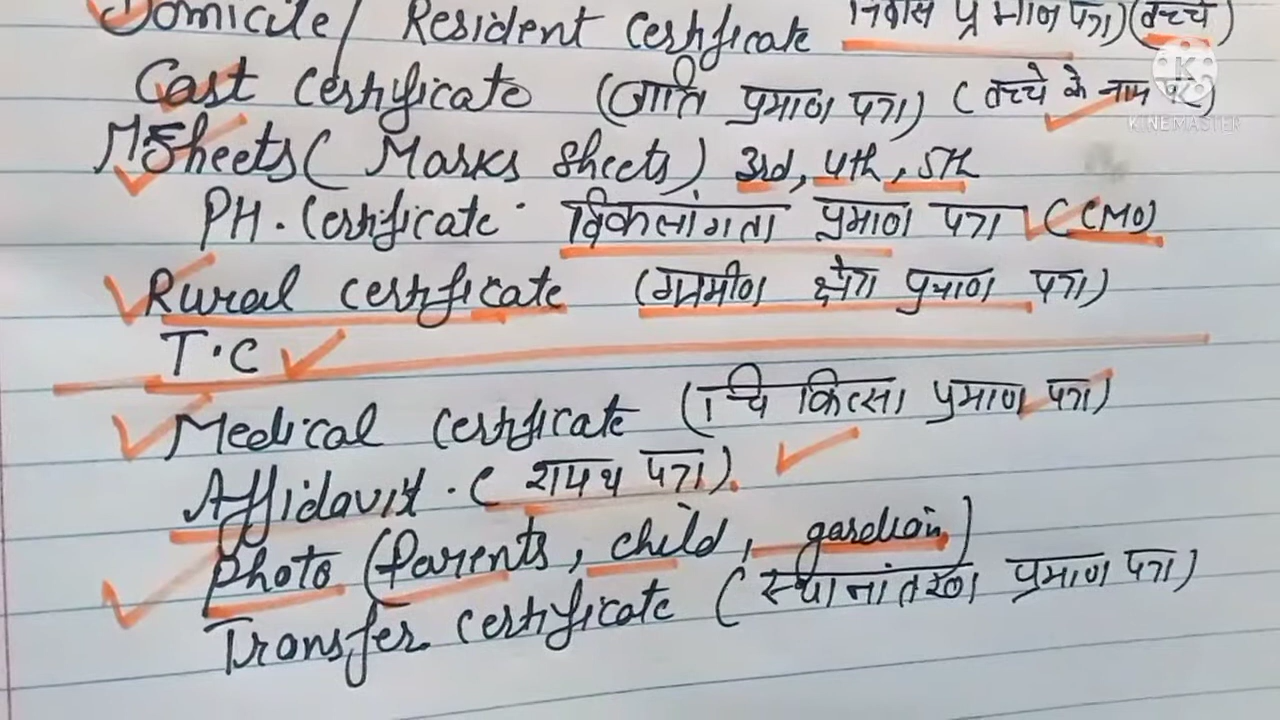 Domicile/ Resident Certificate निवास प्रमाण पत्र)(बच्चे)
Cast certificate (जाति प्रमाण पत्र) (बच्चे के नाम पर)
MSheets( Marks sheets) 3rd, 4th, 5th
PH. Certificate विकलांगता प्रमाण पत्र (CMO)
Rural certificate (ग्रामीण क्षेत्र प्रमाण पत्र)
T.C
Medical certificate (चिकित्सा प्रमाण पत्र)
Affidavit. (शपथ पत्र).
Photo (Parents, child, gardian)
Transfer certificate (स्थानांतरण प्रमाण पत्र)
K
KINEMASTER